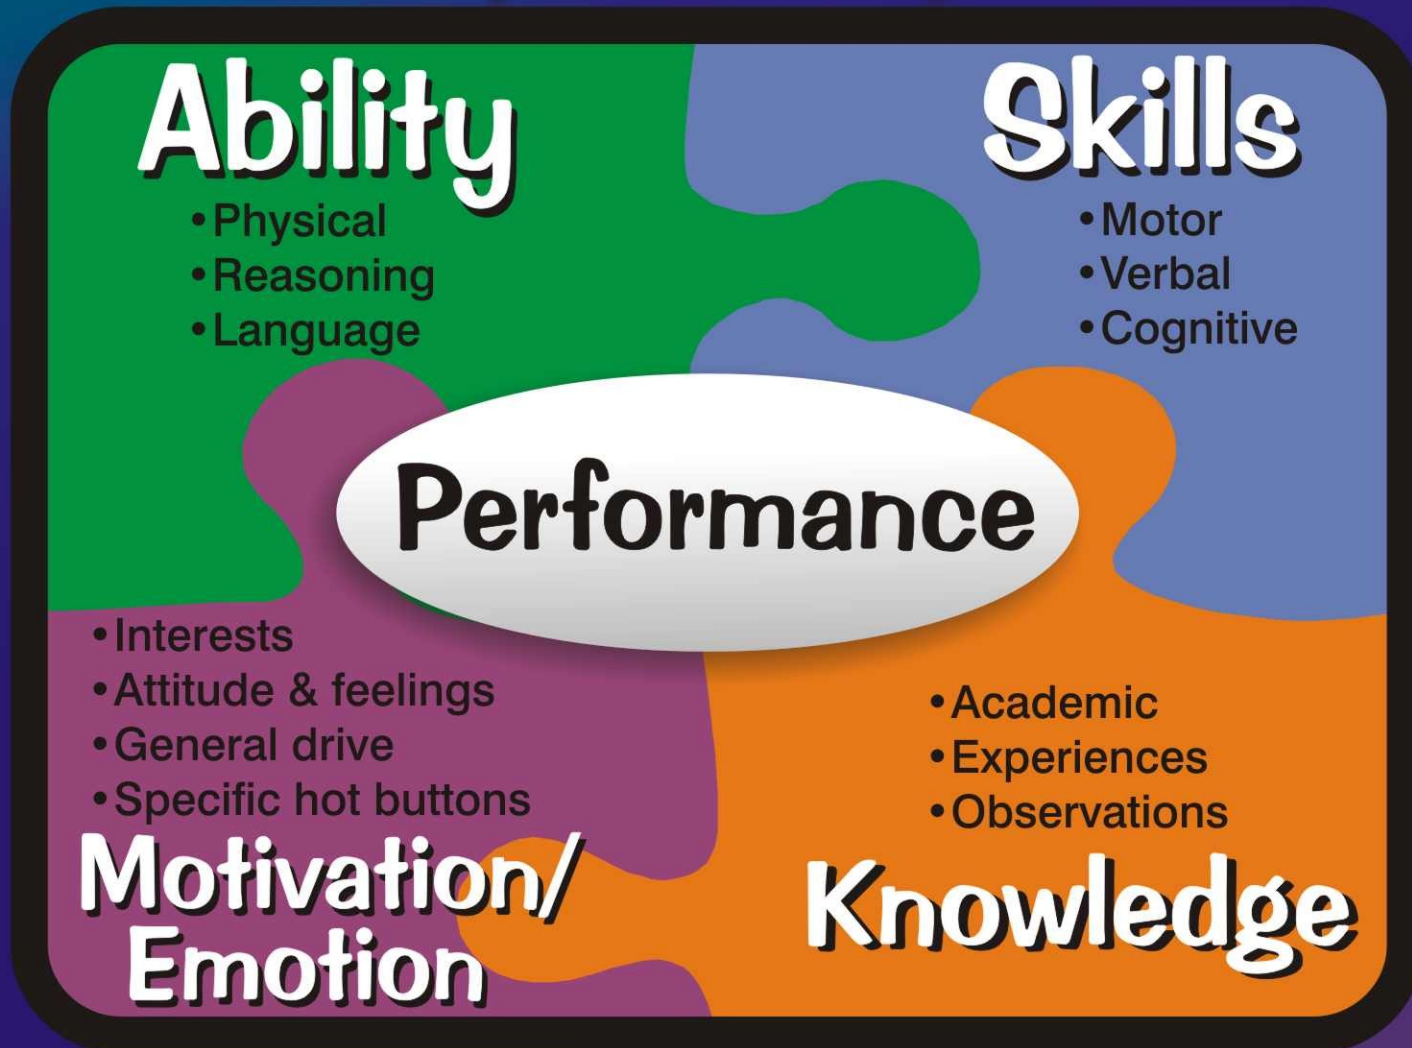 Ability
•Physical
•Reasoning
•Language
Skills
•Motor
•Verbal
•Cognitive
Performance
•Interests
•Attitude & feelings
•General drive
•Specific hot buttons
Motivation/
Emotion
•Academic
•Experiences
•Observations
Knowledge